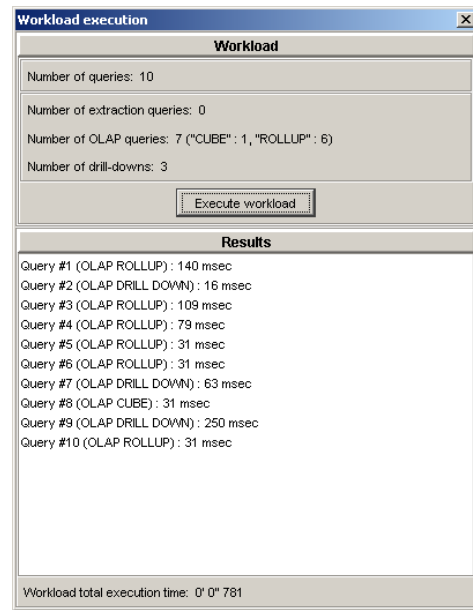 Workload execution
Workload
Number of queries: 10
Number of extraction queries: 0
Number of OLAP queries: 7 ("CUBE" : 1, "ROLLUP" : 6)
Number of drill-downs: 3
Execute workload
Results
Query #1 (OLAP ROLLUP) : 140 msec
Query #2 (OLAP DRILL DOWN) : 16 msec
Query #3 (OLAP ROLLUP) : 109 msec
Query #4 (OLAP ROLLUP) : 79 msec
Query #5 (OLAP ROLLUP) : 31 msec
Query #6 (OLAP ROLLUP) : 31 msec
Query #7 (OLAP DRILL DOWN) : 63 msec
Query #8 (OLAP CUBE) : 31 msec
Query #9 (OLAP DRILL DOWN) : 250 msec
Query #10 (OLAP ROLLUP) : 31 msec
Workload total execution time: 0' 0" 781